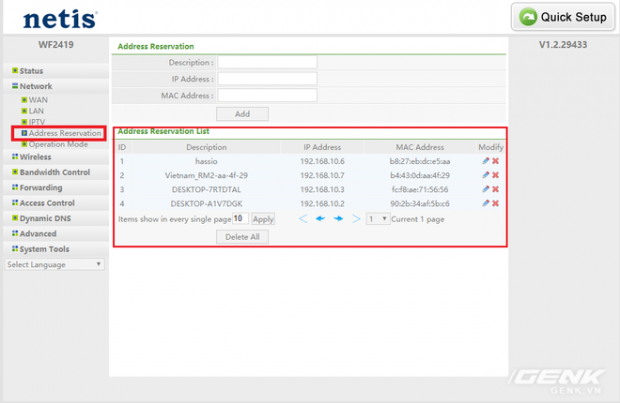 netis
Quick Setup
WF2419
V1.2.29433
Status
Network
WAN
LAN
IPTV
Address Reservation
Operation Mode
Wireless
Bandwidth Control
Forwarding
Access Control
Dynamic DNS
Advanced
System Tools
Select Language
Address Reservation
Description :
IP Address :
MAC Address :
Add
Address Reservation List
ID Description IP Address MAC Address Modify
1 hassio 192.168.10.6 b8:27:eb:dc:e5:aa
2 Vietnam_RM2-aa-4f-29 192.168.10.7 b4:43:0d:aa:4f:29
3 DESKTOP-7RTDTAL 192.168.10.3 fc:f8:ae:71:56:56
4 DESKTOP-A1V7DGK 192.168.10.2 90:2b:34:af:5b:c6
Items show in every single page 10 Apply 1 Current 1 page
Delete All
GENK
GENK.VN